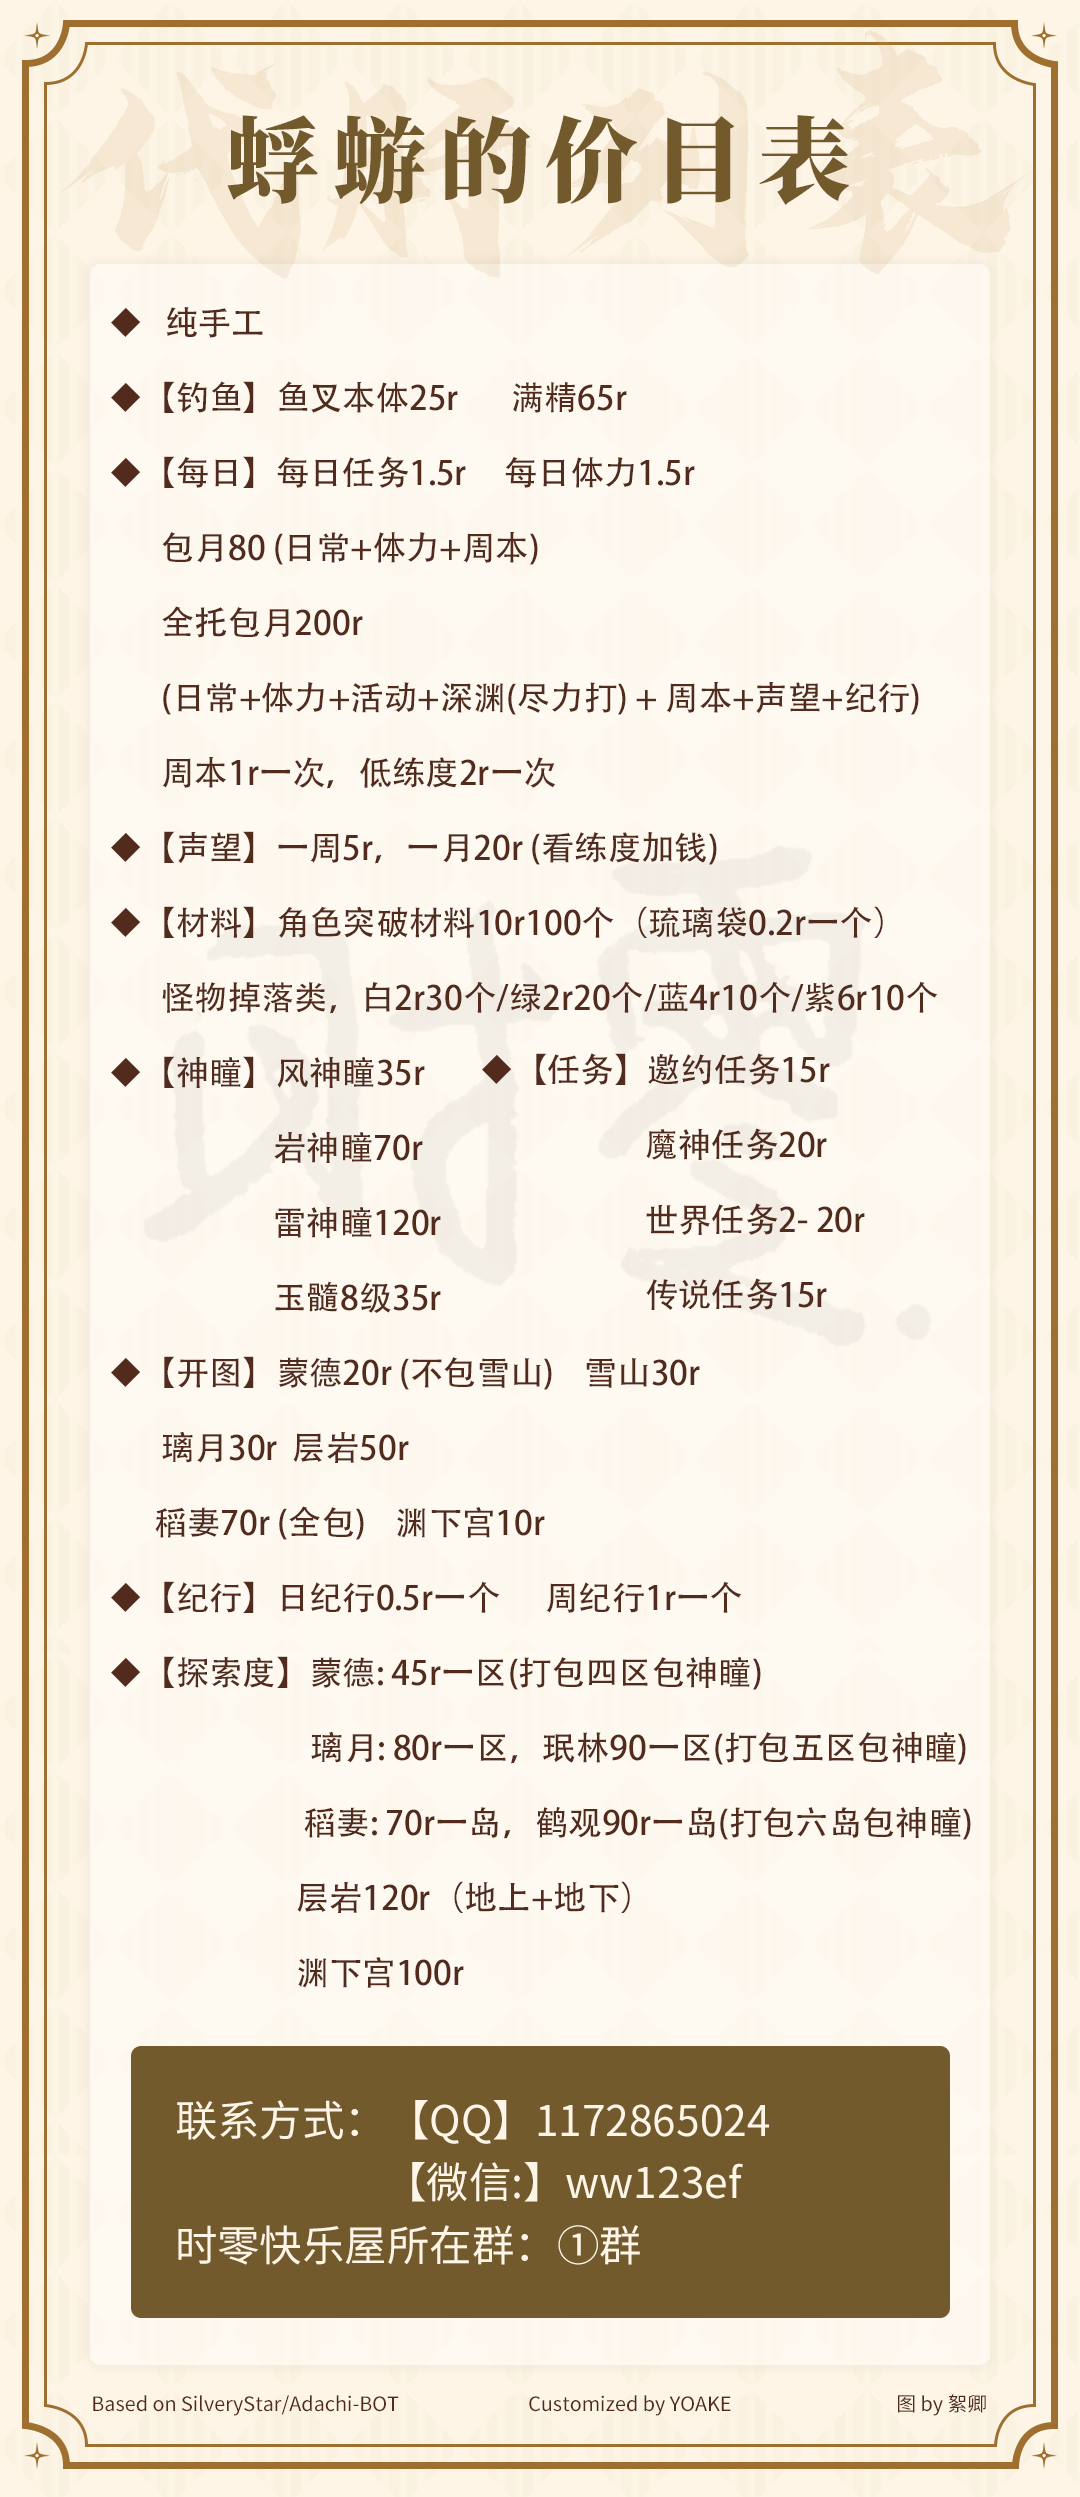 代肝列表
蜉蝣的价目表
◆ 纯手工
◆【钓鱼】鱼叉本体25r 满精65r
◆【每日】每日任务1.5r 每日体力1.5r
包月80 (日常+体力+周本)
全托包月200r
(日常+体力+活动+深渊(尽力打) + 周本+声望+纪行)
周本1r一次，低练度2r一次
◆【声望】一周5r，一月20r (看练度加钱)
◆【材料】角色突破材料10r100个（琉璃袋0.2r一个）
怪物掉落类，白2r30个/绿2r20个/蓝4r10个/紫6r10个
◆【神瞳】风神瞳35r ◆【任务】邀约任务15r
岩神瞳70r 魔神任务20r
雷神瞳120r 世界任务2- 20r
玉髓8级35r 传说任务15r
◆【开图】蒙德20r (不包雪山) 雪山30r
璃月30r 层岩50r
稻妻70r (全包) 渊下宫10r
◆【纪行】日纪行0.5r一个 周纪行1r一个
◆【探索度】蒙德: 45r一区(打包四区包神瞳)
璃月: 80r一区，珉林90一区(打包五区包神瞳)
稻妻: 70r一岛，鹤观90r一岛(打包六岛包神瞳)
层岩120r（地上+地下）
渊下宫100r
时零
联系方式：【QQ】1172865024
【微信:】ww123ef
时零快乐屋所在群：①群
Based on SilveryStar/Adachi-BOT Customized by YOAKE 图 by 絮卿